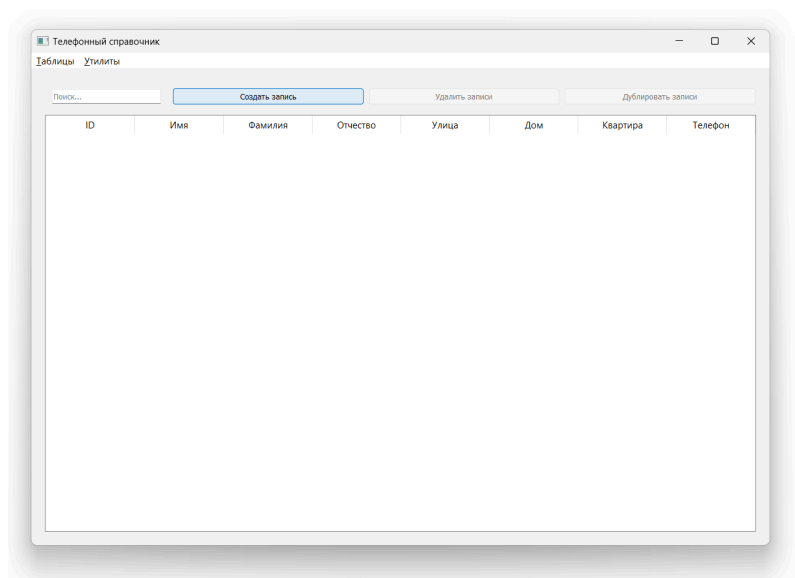 Телефонный справочник
Таблицы Утилиты
Поиск... Создать запись Удалить записи Дублировать записи
ID Имя Фамилия Отчество Улица Дом Квартира Телефон